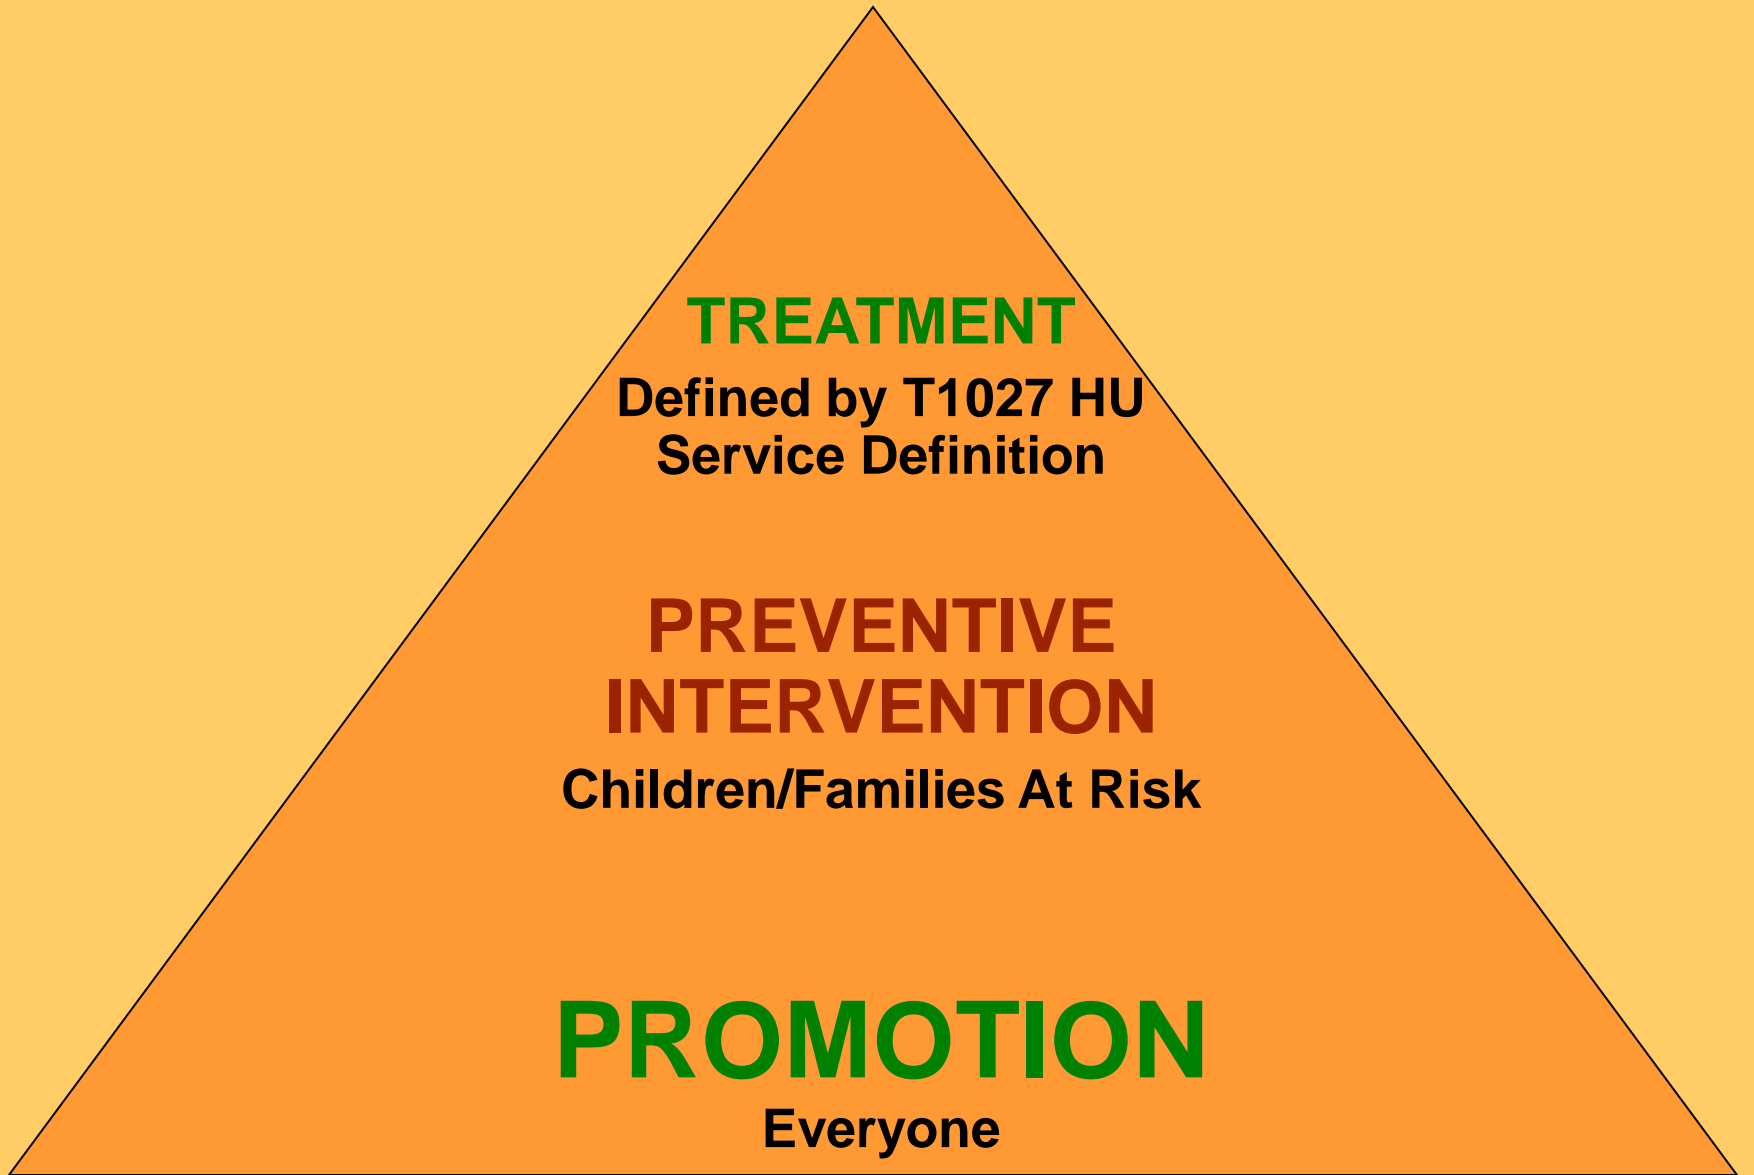 TREATMENT
Defined by T1027 HU
Service Definition
PREVENTIVE
INTERVENTION
Children/Families At Risk
PROMOTION
Everyone